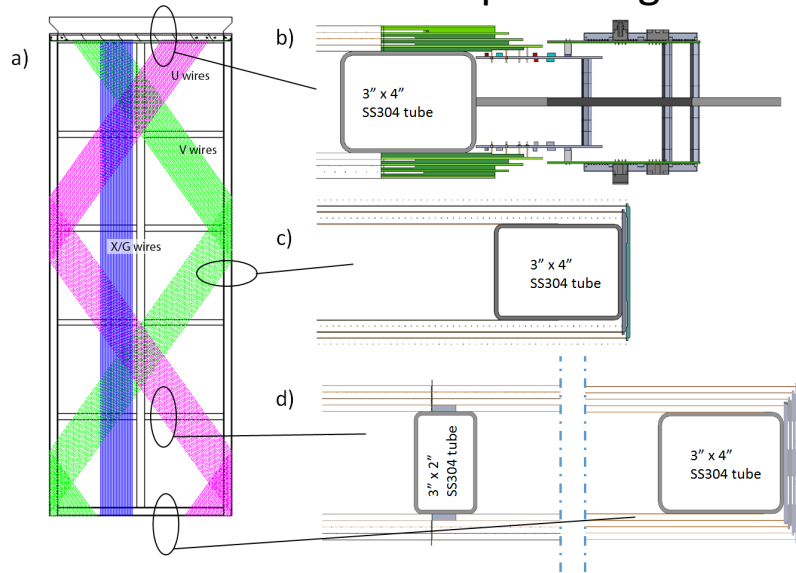 a)
U wires
V wires
X/G wires
b)
3” x 4”
SS304 tube
c)
3” x 4”
SS304 tube
d)
3” x 2”
SS304 tube
3” x 4”
SS304 tube